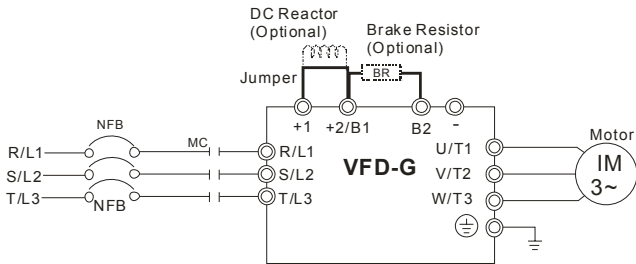 DC Reactor
(Optional)
Brake Resistor
(Optional)
Jumper
BR
+1
+2/B1
B2
-
NFB
MC
R/L1
R/L1
U/T1
Motor
S/L2
S/L2
VFD-G
V/T2
IM
3~
T/L3
NFB
T/L3
W/T3